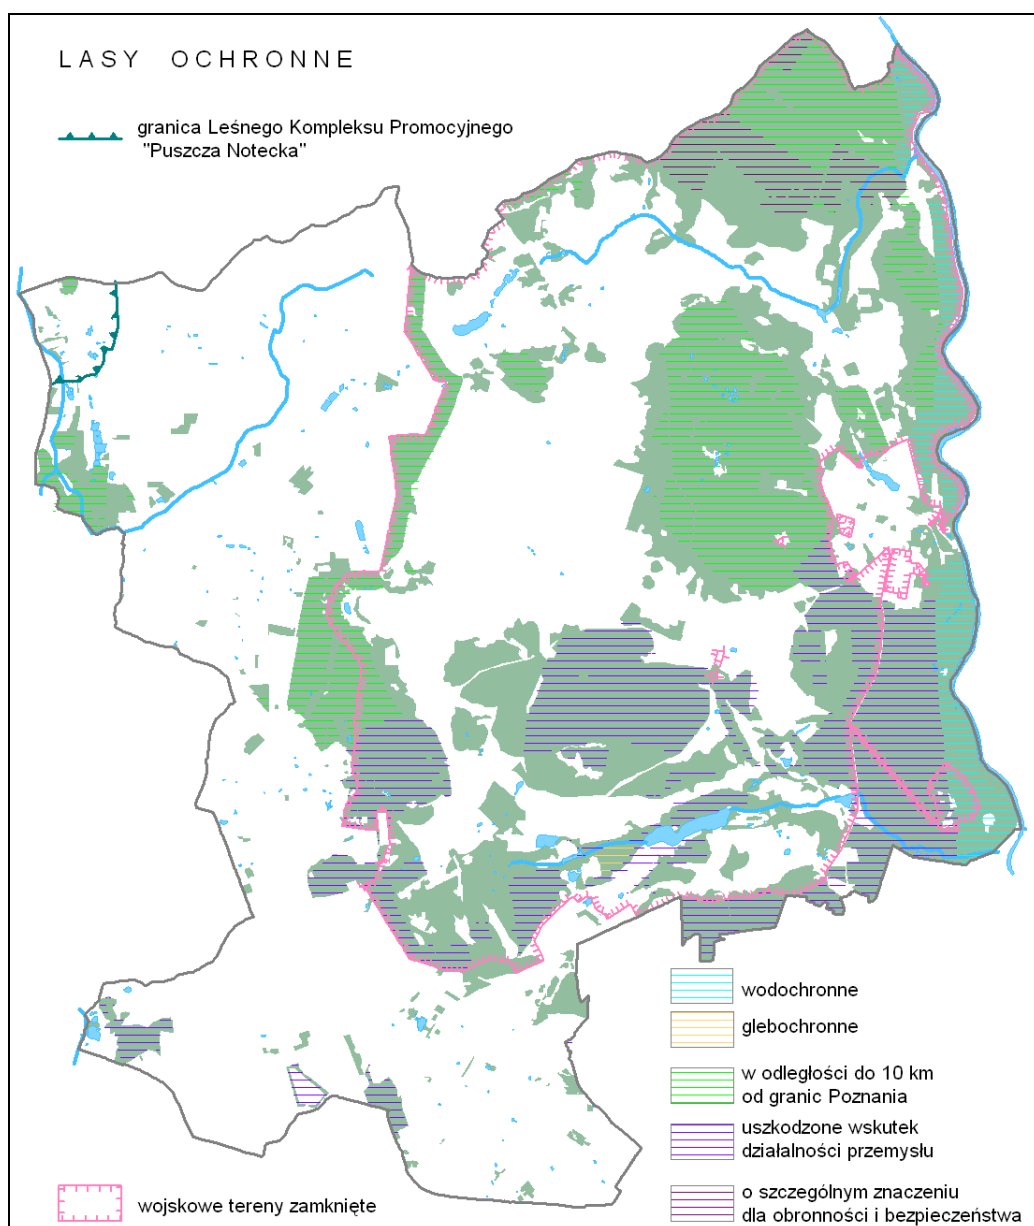 LASY OCHRONNE
granica Leśnego Kompleksu Promocyjnego
"Puszcza Notecka"
wodochronne
glebochronne
w odległości do 10 km
od granic Poznania
uszkodzone wskutek
działalności przemysłu
wojskowe tereny zamknięte
o szczególnym znaczeniu
dla obronności i bezpieczeństwa